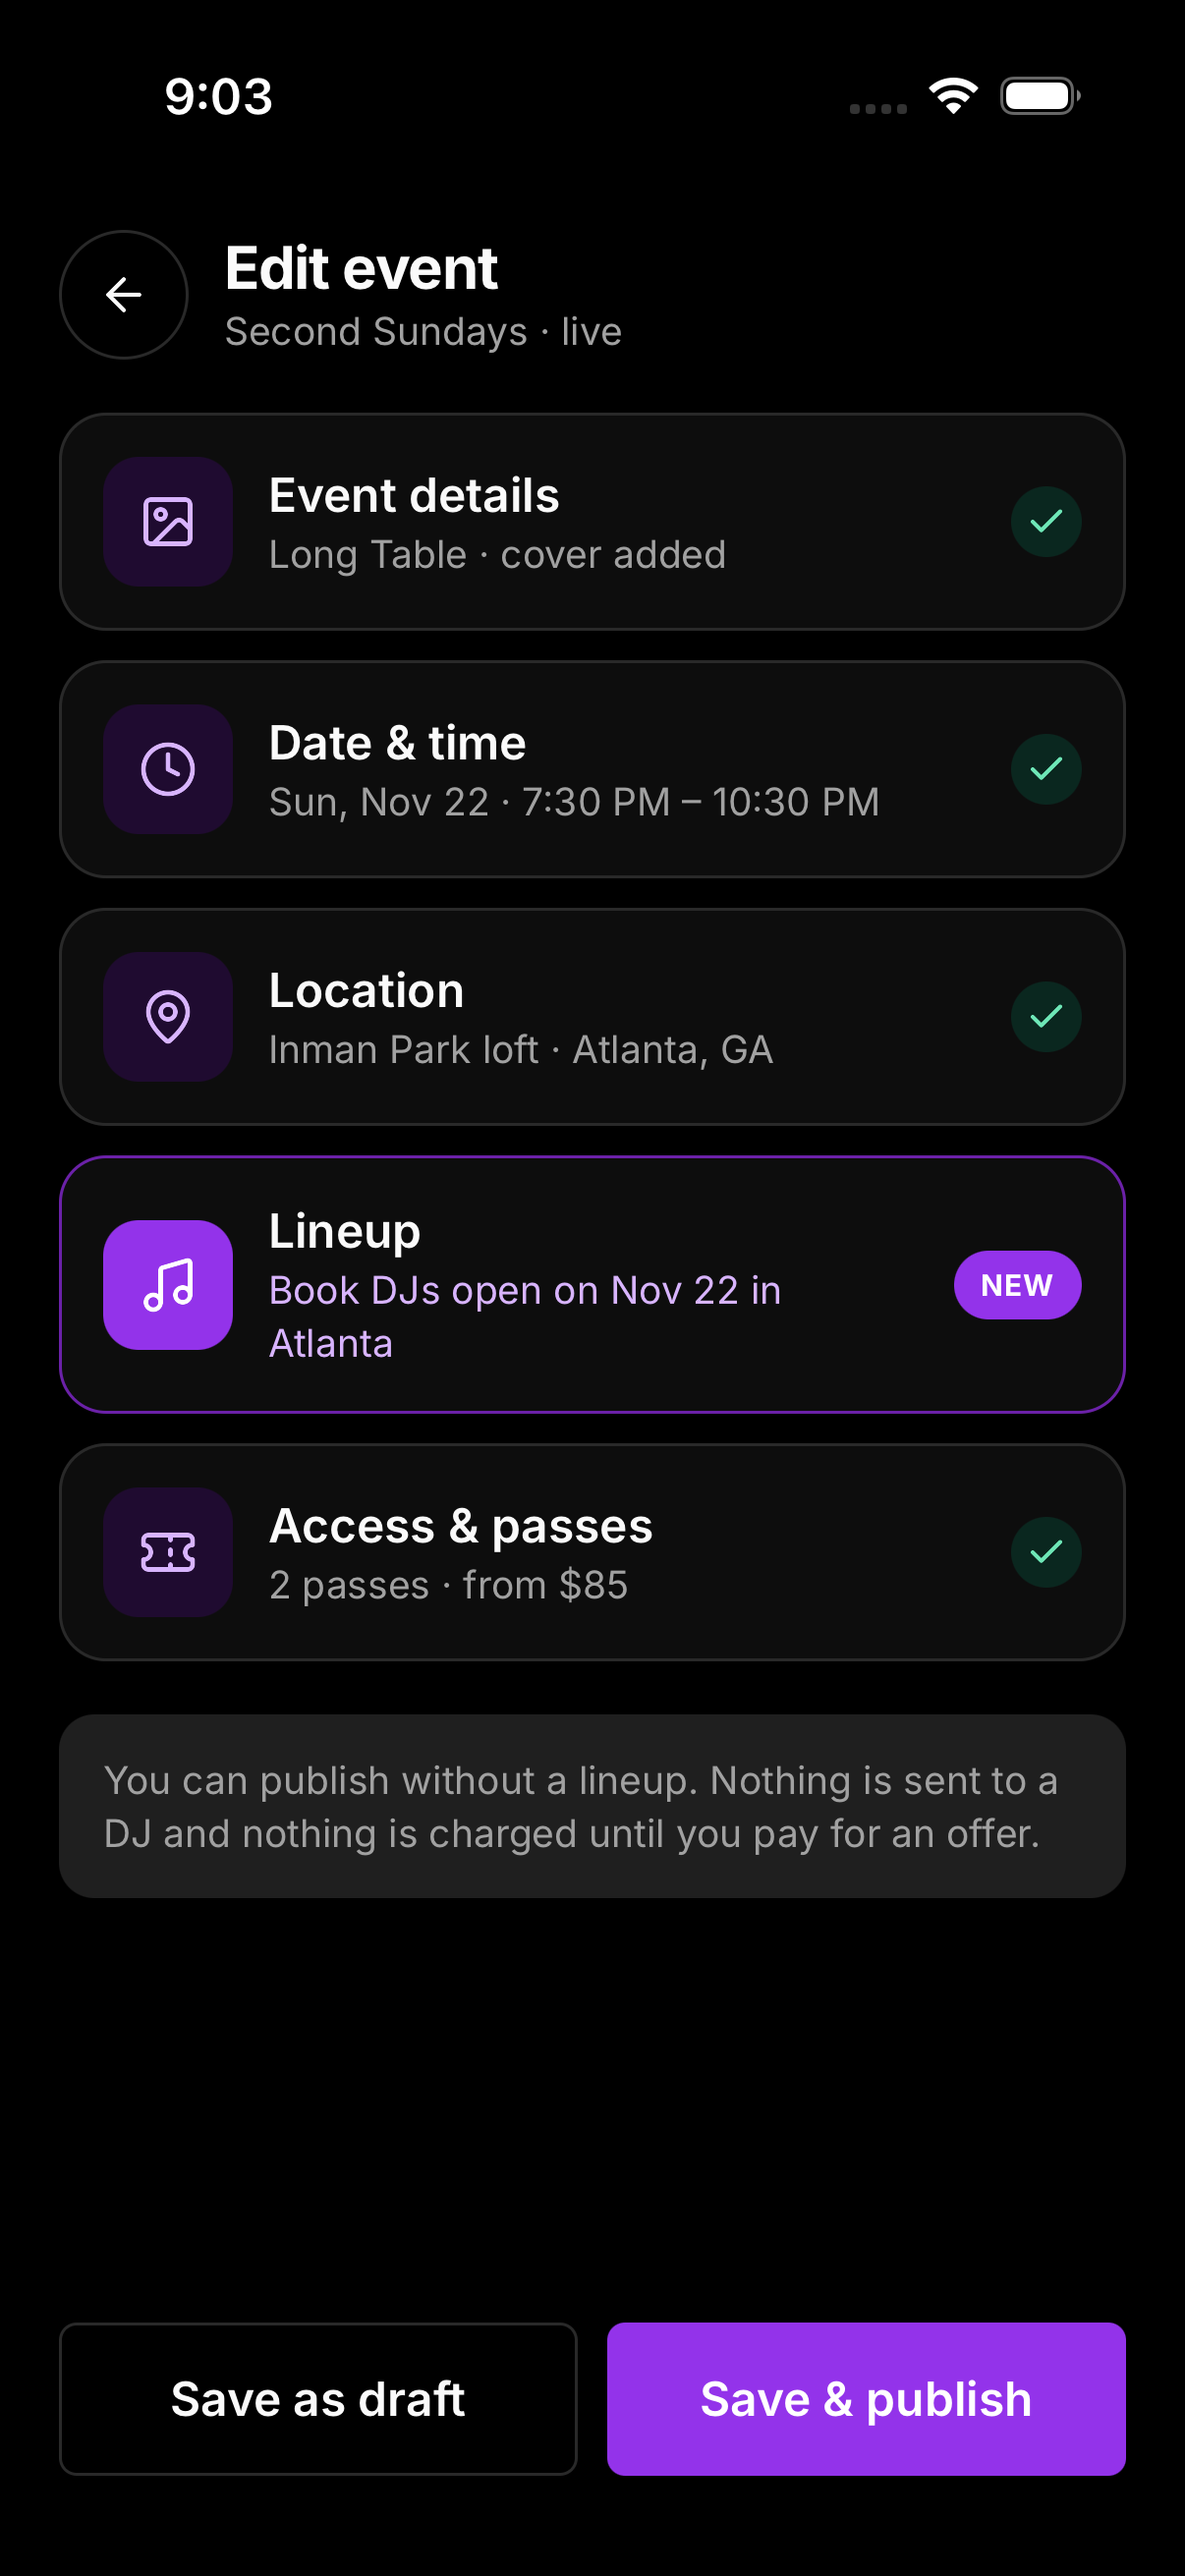 9:03
Edit event
Second Sundays · live
Event details
Long Table · cover added
Date & time
Sun, Nov 22 · 7:30 PM – 10:30 PM
Location
Inman Park loft · Atlanta, GA
Lineup
Book DJs open on Nov 22 in
Atlanta
NEW
Access & passes
2 passes · from $85
You can publish without a lineup. Nothing is sent to a
DJ and nothing is charged until you pay for an offer.
Save as draft
Save & publish